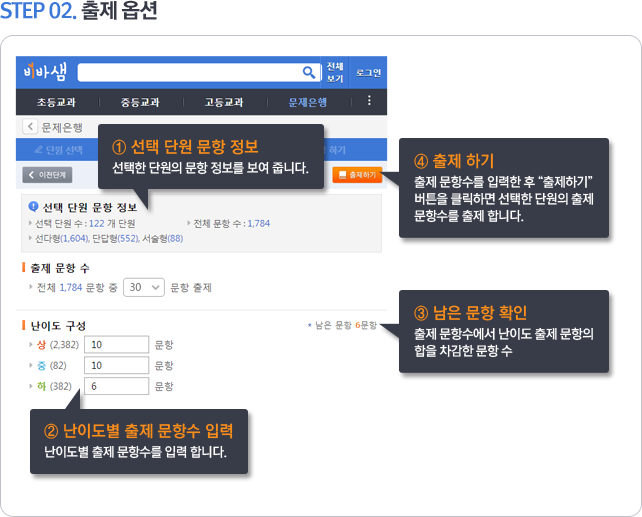 STEP 02. 출제 옵션
비바샘
전체
보기
로그인
초등교과
중등교과
고등교과
문제은행
문제은행
단원 선택
하기
이전단계
출제하기
① 선택 단원 문항 정보
선택한 단원의 문항 정보를 보여 줍니다.
④ 출제 하기
출제 문항수를 입력한 후 “출제하기”
버튼을 클릭하면 선택한 단원의 출제
문항수를 출제 합니다.
선택 단원 문항 정보
선택 단원 수 : 122 개 단원
전체 문항 수 : 1,784
선다형(1,604), 단답형(552), 서술형(88)
출제 문항 수
전체 1,784 문항 중 30 문항 출제
난이도 구성
남은 문항 6문항
상 (2,382) 10 문항
중 (82) 10 문항
하 (382) 6 문항
③ 남은 문항 확인
출제 문항수에서 난이도 출제 문항의
합을 차감한 문항 수
② 난이도별 출제 문항수 입력
난이도별 출제 문항수를 입력 합니다.